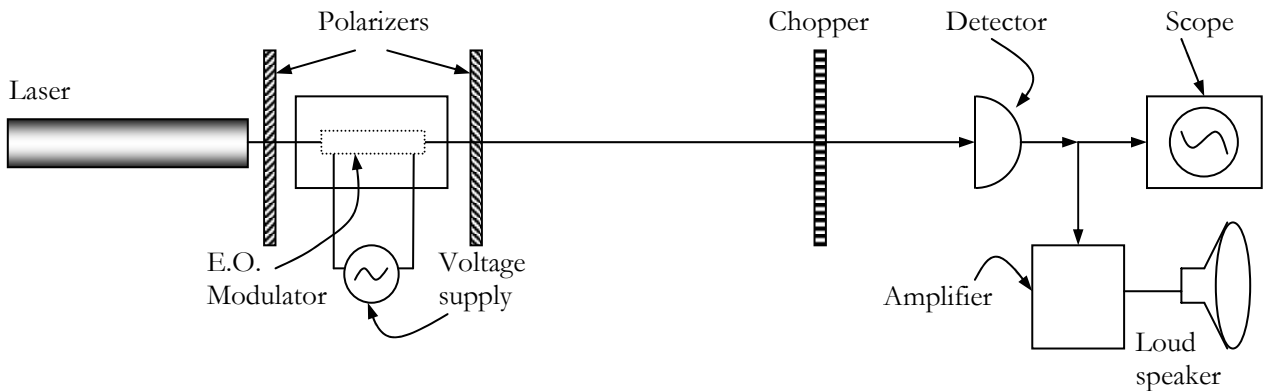 Polarizers
Chopper
Detector
Scope
Laser
E.O.
Modulator
Voltage
supply
Amplifier
Loud
speaker